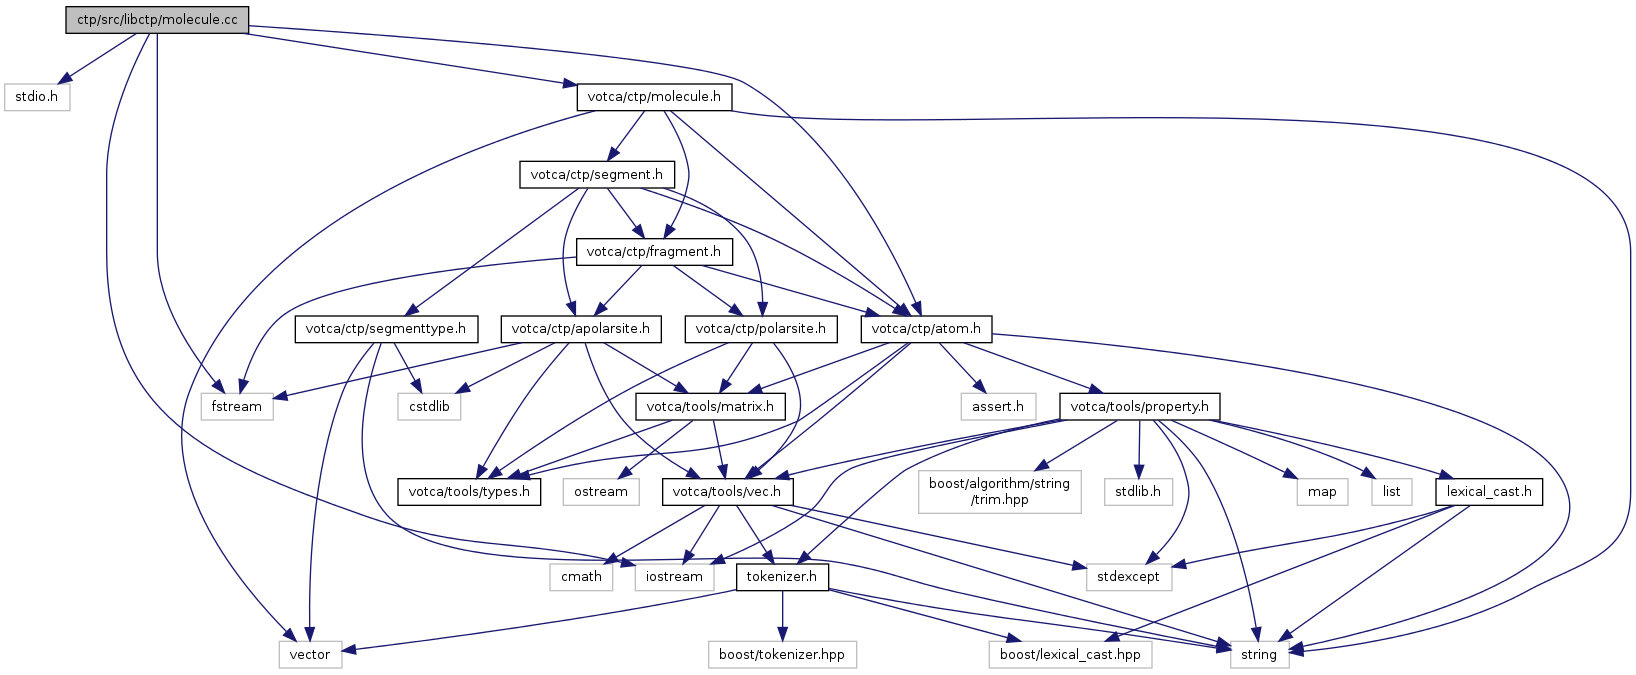 ctp/src/libctp/molecule.cc
stdio.h
votca/ctp/molecule.h
votca/ctp/segment.h
votca/ctp/fragment.h
votca/ctp/segmenttype.h
votca/ctp/apolarsite.h
votca/ctp/polarsite.h
votca/ctp/atom.h
fstream
cstdlib
votca/tools/matrix.h
assert.h
votca/tools/property.h
votca/tools/types.h
ostream
votca/tools/vec.h
boost/algorithm/string
/trim.hpp
stdlib.h
map
list
lexical_cast.h
cmath
iostream
tokenizer.h
stdexcept
vector
boost/tokenizer.hpp
boost/lexical_cast.hpp
string